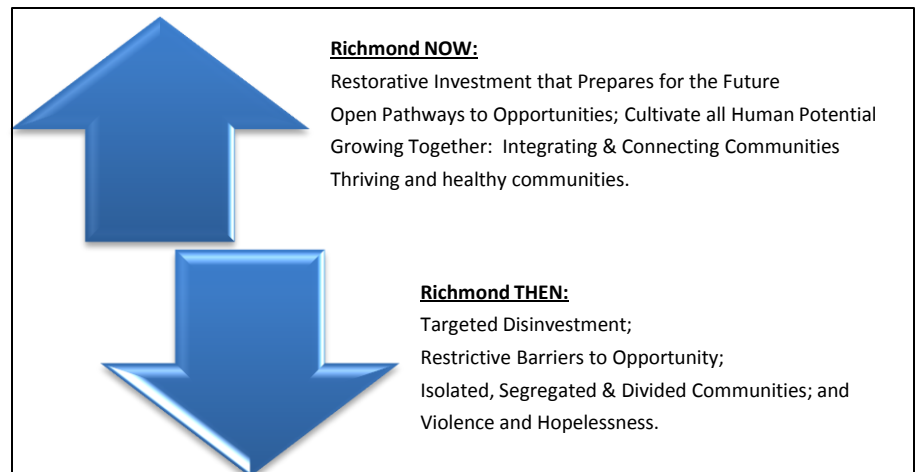 Richmond NOW:
Restorative Investment that Prepares for the Future
Open Pathways to Opportunities; Cultivate all Human Potential
Growing Together:  Integrating & Connecting Communities
Thriving and healthy communities.
Richmond THEN:
Targeted Disinvestment;
Restrictive Barriers to Opportunity;
Isolated, Segregated & Divided Communities; and
Violence and Hopelessness.